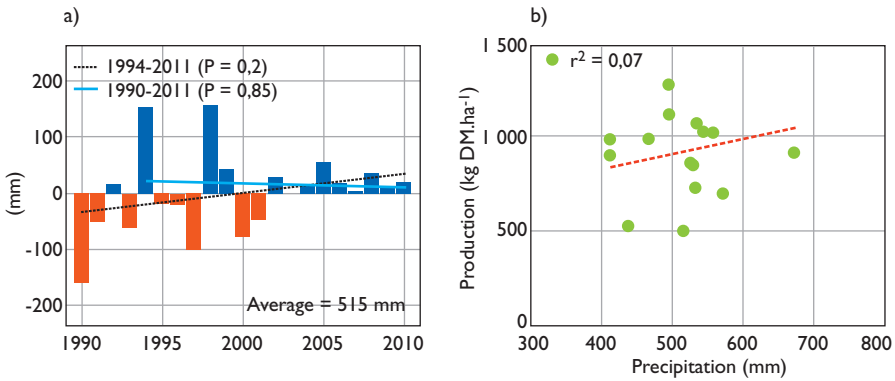 a)
200
100
0
-100
-200
(mm)
1994-2011 (P = 0,2)
1990-2011 (P = 0,85)
Average = 515 mm
1990
1995
2000
2005
2010
b)
1 500
1 000
500
0
Production (kg DM.ha⁻¹)
r² = 0,07
300
400
500
600
700
800
Precipitation (mm)